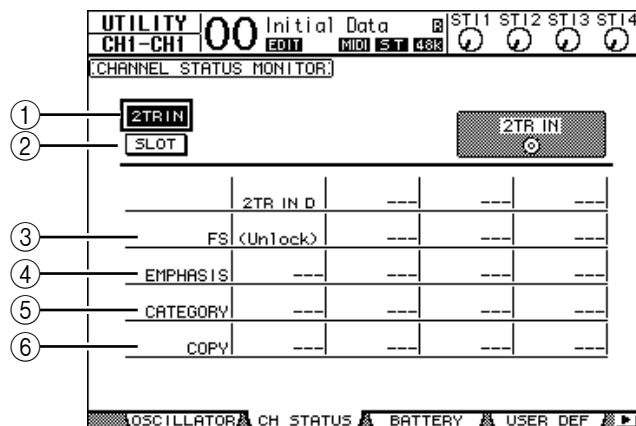 UTILITY 00 Initial Data R ST11 ST12 ST13 ST14
CH1-CH1 EDIT MIDI ST 48k
CHANNEL STATUS MONITOR
1 2TR IN 2TR IN
2 SLOT
2TR IN D --- --- ---
3 FS (Unlock) --- --- ---
4 EMPHASIS --- --- --- ---
5 CATEGORY --- --- --- ---
6 COPY --- --- --- ---
OSCILLATOR CH STATUS BATTERY USER DEF